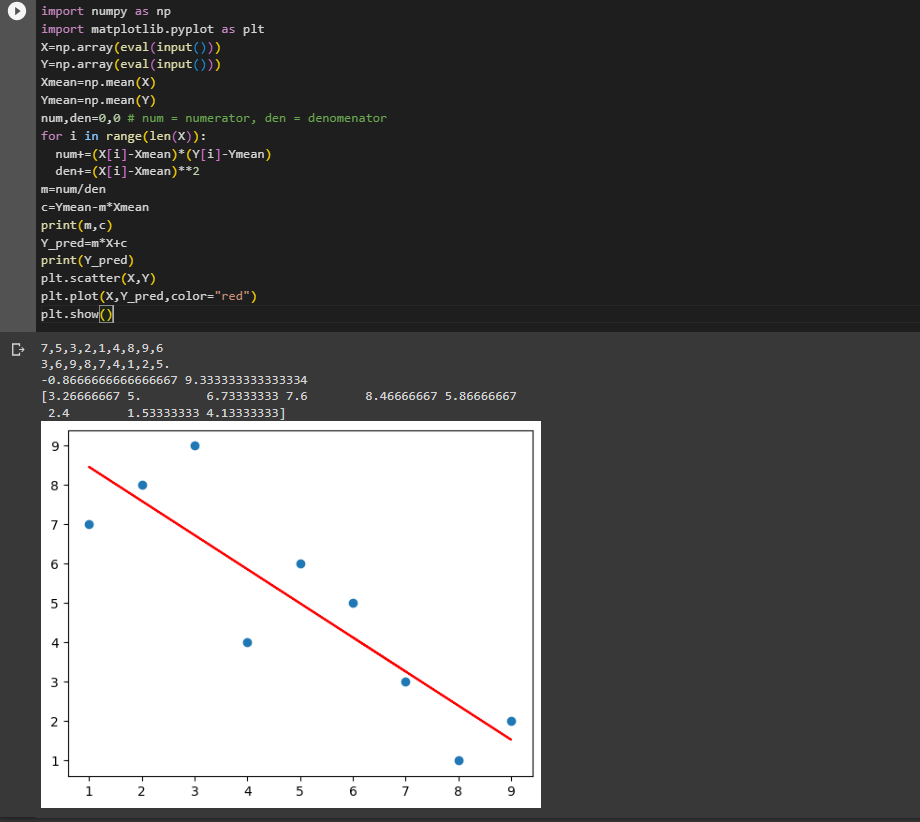 import numpy as np
import matplotlib.pyplot as plt
X=np.array(eval(input()))
Y=np.array(eval(input()))
Xmean=np.mean(X)
Ymean=np.mean(Y)
num,den=0,0 # num = numerator, den = denomenator
for i in range(len(X)):
  num+=(X[i]-Xmean)*(Y[i]-Ymean)
  den+=(X[i]-Xmean)**2
m=num/den
c=Ymean-m*Xmean
print(m,c)
Y_pred=m*X+c
print(Y_pred)
plt.scatter(X,Y)
plt.plot(X,Y_pred,color="red")
plt.show()
7,5,3,2,1,4,8,9,6
3,6,9,8,7,4,1,2,5.
-0.8666666666666667 9.333333333333334
[3.26666667 5.         6.73333333 7.6        8.46666667 5.86666667
 2.4        1.53333333 4.13333333]
9
8
7
6
5
4
3
2
1
1 2 3 4 5 6 7 8 9